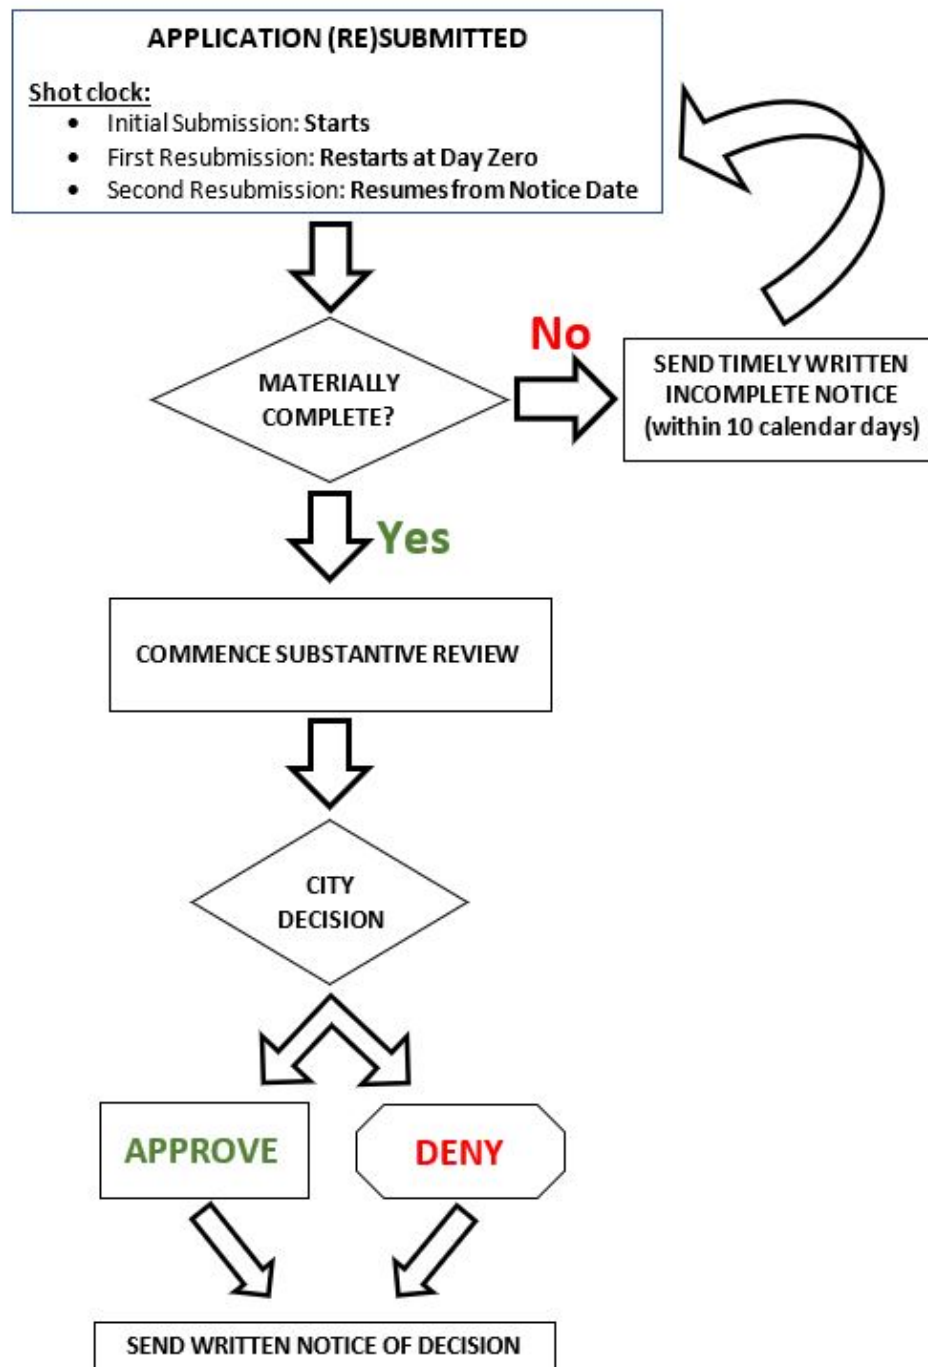 APPLICATION (RE)SUBMITTED
Shot clock:
• Initial Submission: Starts
• First Resubmission: Restarts at Day Zero
• Second Resubmission: Resumes from Notice Date
No
MATERIALLY
COMPLETE?
SEND TIMELY WRITTEN
INCOMPLETE NOTICE
(within 10 calendar days)
Yes
COMMENCE SUBSTANTIVE REVIEW
CITY
DECISION
APPROVE
DENY
SEND WRITTEN NOTICE OF DECISION